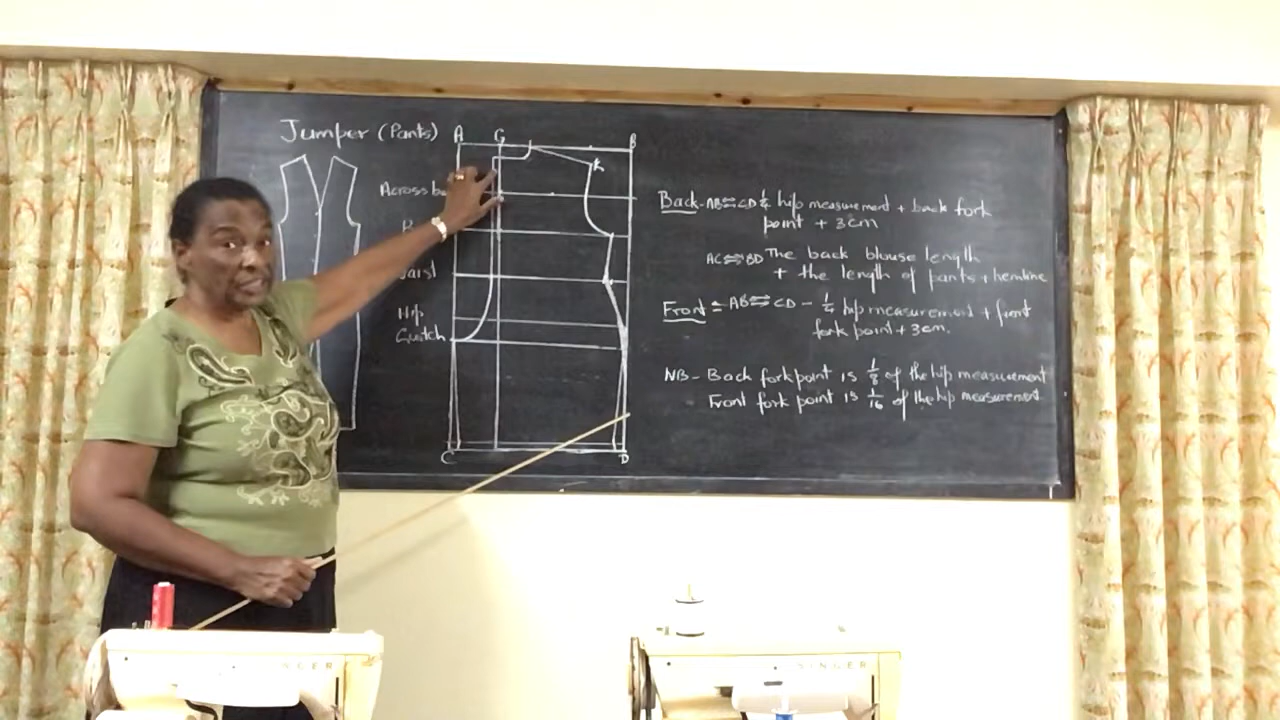 Jumper (Pants)
A G B
K
Across
Hip
Crutch
C D
Back - AB ⇌ CD ¼ hip measurement + back fork
point + 3cm
AC ⇌ BD The back blouse length
+ the length of pants + hemline
Front = AB ⇌ CD - ¼ hip measurement + front
fork point + 3cm.
NB - Back fork point is 1/8 of the hip measurement
Front fork point is 1/16 of the hip measurement.
SINGER